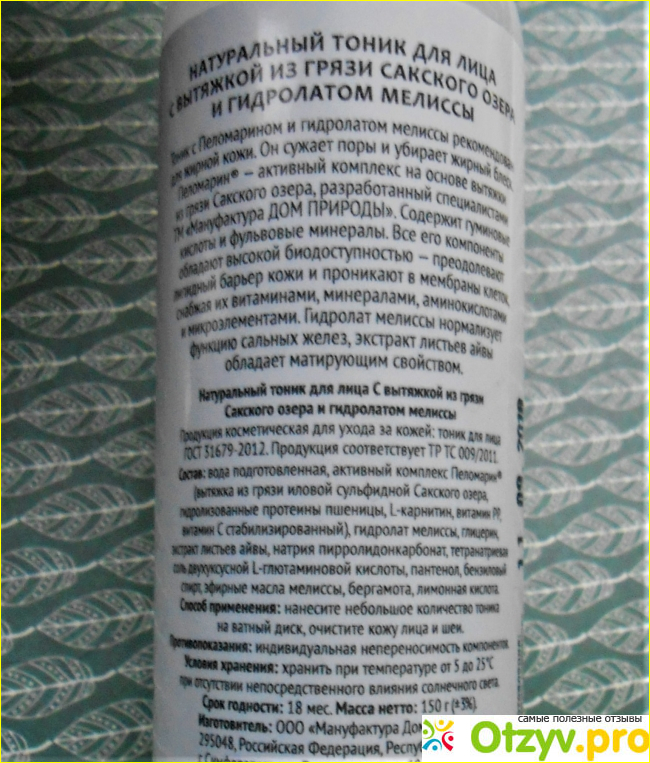 НАТУРАЛЬНЫЙ ТОНИК ДЛЯ ЛИЦА
С ВЫТЯЖКОЙ ИЗ ГРЯЗИ САКСКОГО ОЗЕРА
И ГИДРОЛАТОМ МЕЛИССЫ
Тоник с Пеломарином и гидролатом мелиссы рекомендован
для жирной кожи. Он сужает поры и убирает жирный блеск.
Пеломарин® – активный комплекс на основе вытяжки
из грязи Сакского озера, разработанный специалистами
ТМ «Мануфактура ДОМ ПРИРОДЫ». Содержит гуминовые
кислоты и фульвовые минералы. Все его компоненты
обладают высокой биодоступностью – преодолевают
липидный барьер кожи и проникают в мембраны клеток,
снабжая их витаминами, минералами, аминокислотами
и микроэлементами. Гидролат мелиссы нормализует
функцию сальных желез, экстракт листьев айвы
обладает матирующим свойством.
Натуральный тоник для лица С вытяжкой из грязи
Сакского озера и гидролатом мелиссы
Продукция косметическая для ухода за кожей: тоник для лица
ГОСТ 31679-2012. Продукция соответствует ТР ТС 009/2011.
Состав: вода подготовленная, активный комплекс Пеломарин®
(вытяжка из грязи иловой сульфидной Сакского озера,
гидролизованные протеины пшеницы, L-карнитин, витамин РР,
витамин С стабилизированный), гидролат мелиссы, глицерин,
экстракт листьев айвы, натрия пирролидонкарбонат, тетранатриевая
соль двухуксусной L-глютаминовой кислоты, пантенол, бензиловый
спирт, эфирные масла мелиссы, бергамота, лимонная кислота.
Способ применения: нанесите небольшое количество тоника
на ватный диск, очистите кожу лица и шеи.
Противопоказания: индивидуальная непереносимость компонентов.
Условия хранения: хранить при температуре от 5 до 25°С
при отсутствии непосредственного влияния солнечного света.
Срок годности: 18 мес. Масса нетто: 150 г (±3%).
Изготовитель: ООО «Мануфактура Дом
295048, Российская Федерация, Респу
самые полезные отзывы
Otzyv.pro